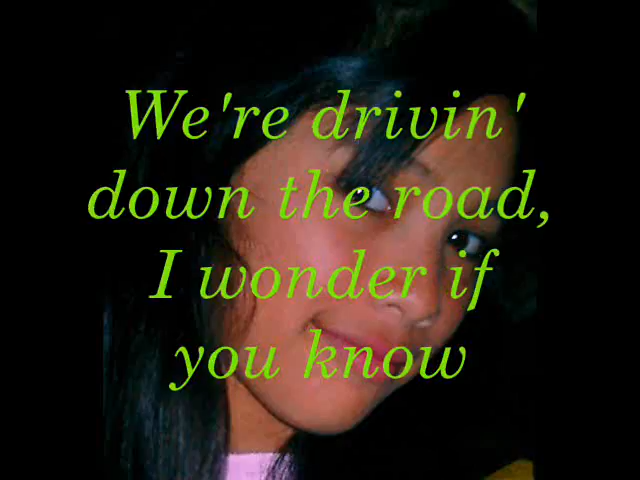 We're drivin'
down the road,
I wonder if
you know